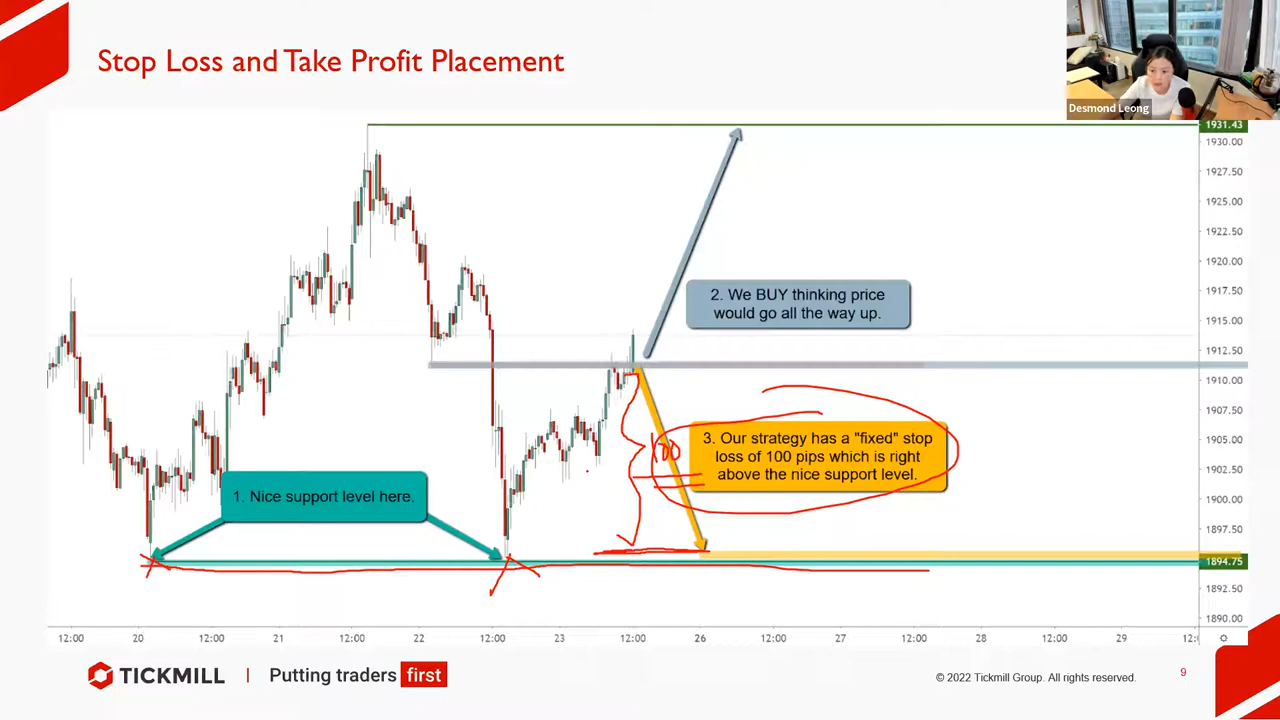 Stop Loss and Take Profit Placement
Desmond Leong
1931.43
1930.00
1927.50
1925.00
1922.50
1920.00
1917.50
1915.00
1912.50
1910.00
1907.50
1905.00
1902.50
1900.00
1897.50
1894.75
1892.50
1890.00
2. We BUY thinking price
would go all the way up.
100
3. Our strategy has a "fixed" stop
loss of 100 pips which is right
above the nice support level.
1. Nice support level here.
12:00 20 12:00 21 12:00 22 12:00 23 12:00 26 12:00 27 12:00 28 12:00 29 12:
TICKMILL | Putting traders first
© 2022 Tickmill Group. All rights reserved.
9